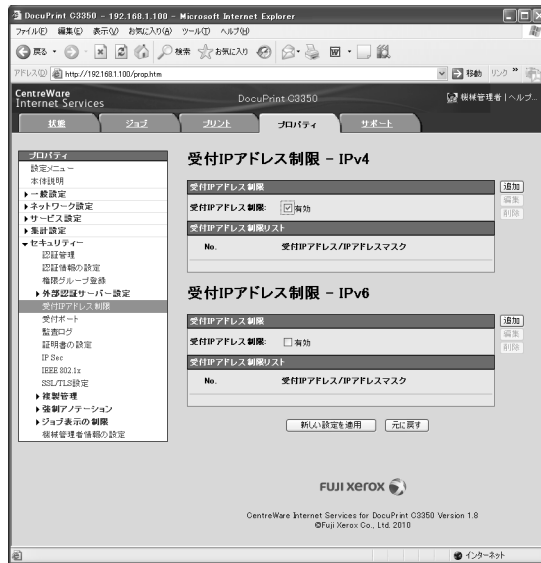 DocuPrint C3350 - 192.168.1.100 - Microsoft Internet Explorer
ファイル(F) 編集(E) 表示(V) お気に入り(A) ツール(T) ヘルプ(H)
戻る 検索 お気に入り
アドレス(D) http://192.168.1.100/prop.htm 移動 リンク »
CentreWare
Internet Services
DocuPrint C3350
機械管理者 | ヘルプ...
状態 ジョブ プリント プロパティ サポート
プロパティ
設定メニュー
本体説明
一般設定
ネットワーク設定
サービス設定
集計設定
セキュリティー
認証管理
認証情報の設定
権限グループ登録
外部認証サーバー設定
受付IPアドレス制限
受付ポート
監査ログ
証明書の設定
IP Sec
IEEE 802.1x
SSL/TLS設定
複製管理
強制アノテーション
ジョブ表示の制限
機械管理者情報の設定
受付IPアドレス制限 - IPv4
受付IPアドレス制限
追加
受付IPアドレス制限: 有効
編集
削除
受付IPアドレス制限リスト
No. 受付IPアドレス/IPアドレスマスク
受付IPアドレス制限 - IPv6
受付IPアドレス制限
追加
受付IPアドレス制限: 有効
編集
削除
受付IPアドレス制限リスト
No. 受付IPアドレス/IPアドレスマスク
新しい設定を適用 元に戻す
FUJI XEROX
CentreWare Internet Services for DocuPrint C3350 Version 1.8
©Fuji Xerox Co., Ltd. 2010
インターネット